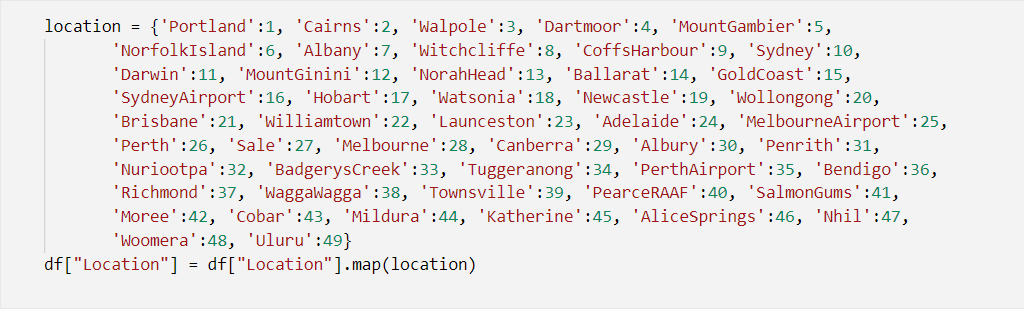 location = {'Portland':1, 'Cairns':2, 'Walpole':3, 'Dartmoor':4, 'MountGambier':5,
'NorfolkIsland':6, 'Albany':7, 'Witchcliffe':8, 'CoffsHarbour':9, 'Sydney':10,
'Darwin':11, 'MountGinini':12, 'NorahHead':13, 'Ballarat':14, 'GoldCoast':15,
'SydneyAirport':16, 'Hobart':17, 'Watsonia':18, 'Newcastle':19, 'Wollongong':20,
'Brisbane':21, 'Williamtown':22, 'Launceston':23, 'Adelaide':24, 'MelbourneAirport':25,
'Perth':26, 'Sale':27, 'Melbourne':28, 'Canberra':29, 'Albury':30, 'Penrith':31,
'Nuriootpa':32, 'BadgerysCreek':33, 'Tuggeranong':34, 'PerthAirport':35, 'Bendigo':36,
'Richmond':37, 'WaggaWagga':38, 'Townsville':39, 'PearceRAAF':40, 'SalmonGums':41,
'Moree':42, 'Cobar':43, 'Mildura':44, 'Katherine':45, 'AliceSprings':46, 'Nhil':47,
'Woomera':48, 'Uluru':49}
df["Location"] = df["Location"].map(location)